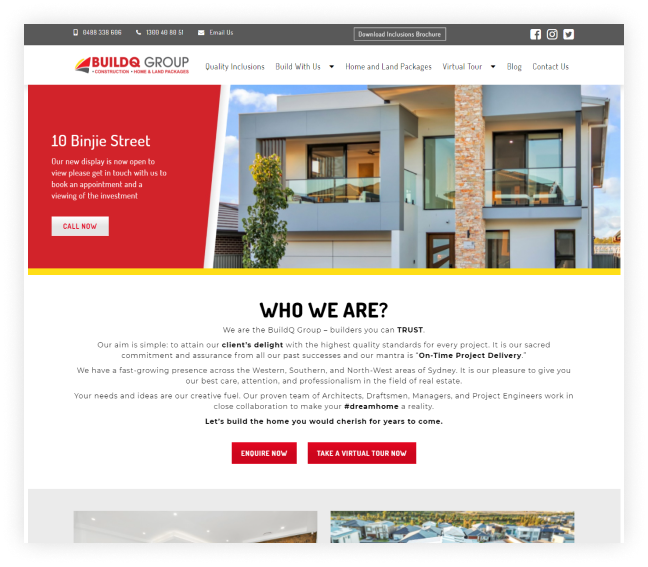 0488 338 686 1300 40 80 51 Email Us Download Inclusions Brochure
BUILDQ GROUP
• CONSTRUCTION • HOME & LAND PACKAGES
Quality Inclusions Build With Us Home and Land Packages Virtual Tour Blog Contact Us
10 Binjie Street
Our new display is now open to
view please get in touch with us to
book an appointment and a
viewing of the investment
CALL NOW
WHO WE ARE?
We are the BuildQ Group – builders you can TRUST.
Our aim is simple: to attain our client's delight with the highest quality standards for every project. It is our sacred
commitment and assurance from all our past successes and our mantra is “On-Time Project Delivery.”
We have a fast-growing presence across the Western, Southern, and North-West areas of Sydney. It is our pleasure to give you
our best care, attention, and professionalism in the field of real estate.
Your needs and ideas are our creative fuel. Our proven team of Architects, Draftsmen, Managers, and Project Engineers work in
close collaboration to make your #dreamhome a reality.
Let's build the home you would cherish for years to come.
ENQUIRE NOW TAKE A VIRTUAL TOUR NOW